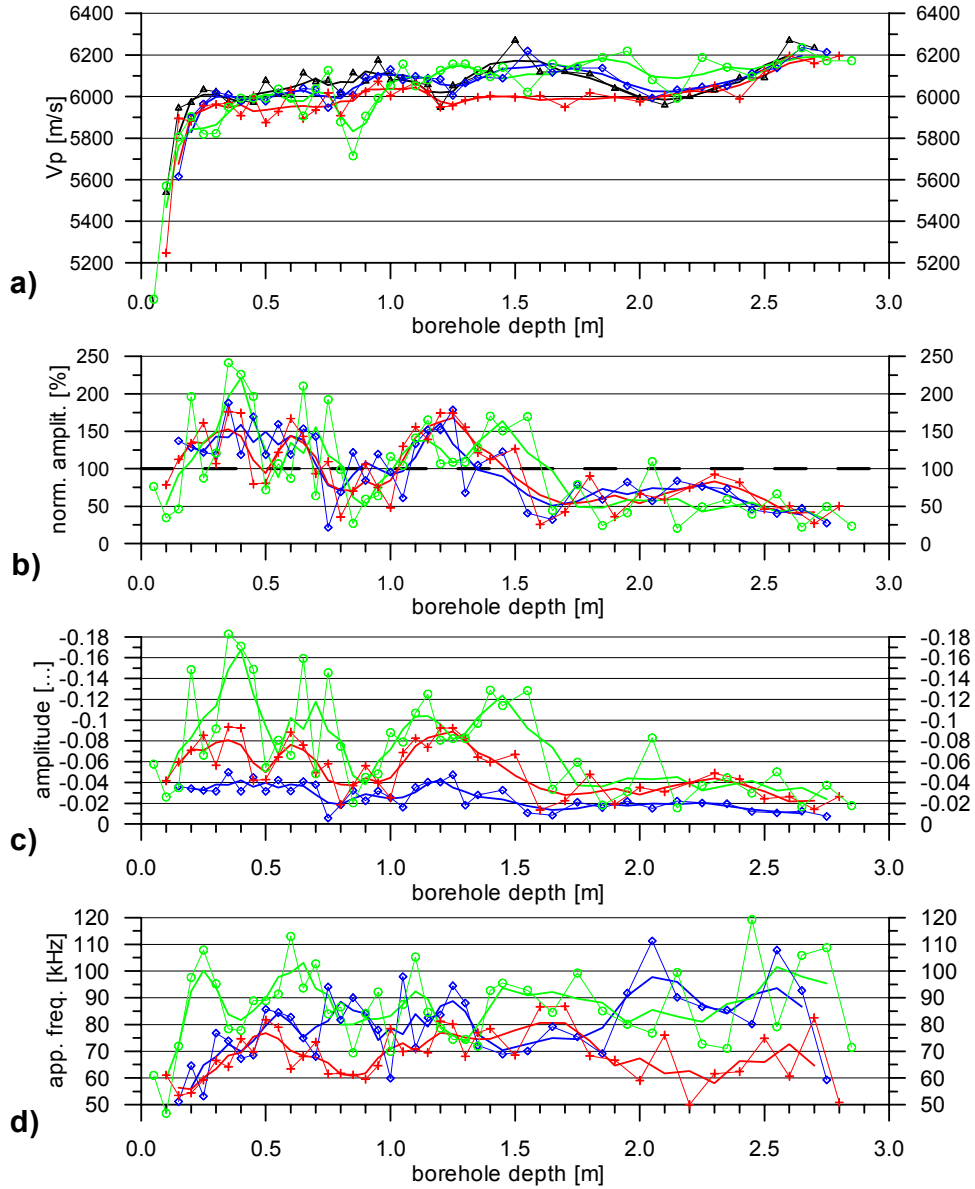 6400 6400
6200 6200
6000 6000
5800 5800
5600 5600
5400 5400
5200 5200
Vp [m/s]
a)
0.0 0.5 1.0 1.5 2.0 2.5 3.0
borehole depth [m]
250 250
200 200
150 150
100 100
50 50
0 0
norm. amplit. [%]
b)
0.0 0.5 1.0 1.5 2.0 2.5 3.0
borehole depth [m]
-0.18 -0.18
-0.16 -0.16
-0.14 -0.14
-0.12 -0.12
-0.1 -0.1
-0.08 -0.08
-0.06 -0.06
-0.04 -0.04
-0.02 -0.02
0 0
amplitude [...]
c)
0.0 0.5 1.0 1.5 2.0 2.5 3.0
borehole depth [m]
120 120
110 110
100 100
90 90
80 80
70 70
60 60
50 50
app. freq. [kHz]
d)
0.0 0.5 1.0 1.5 2.0 2.5 3.0
borehole depth [m]